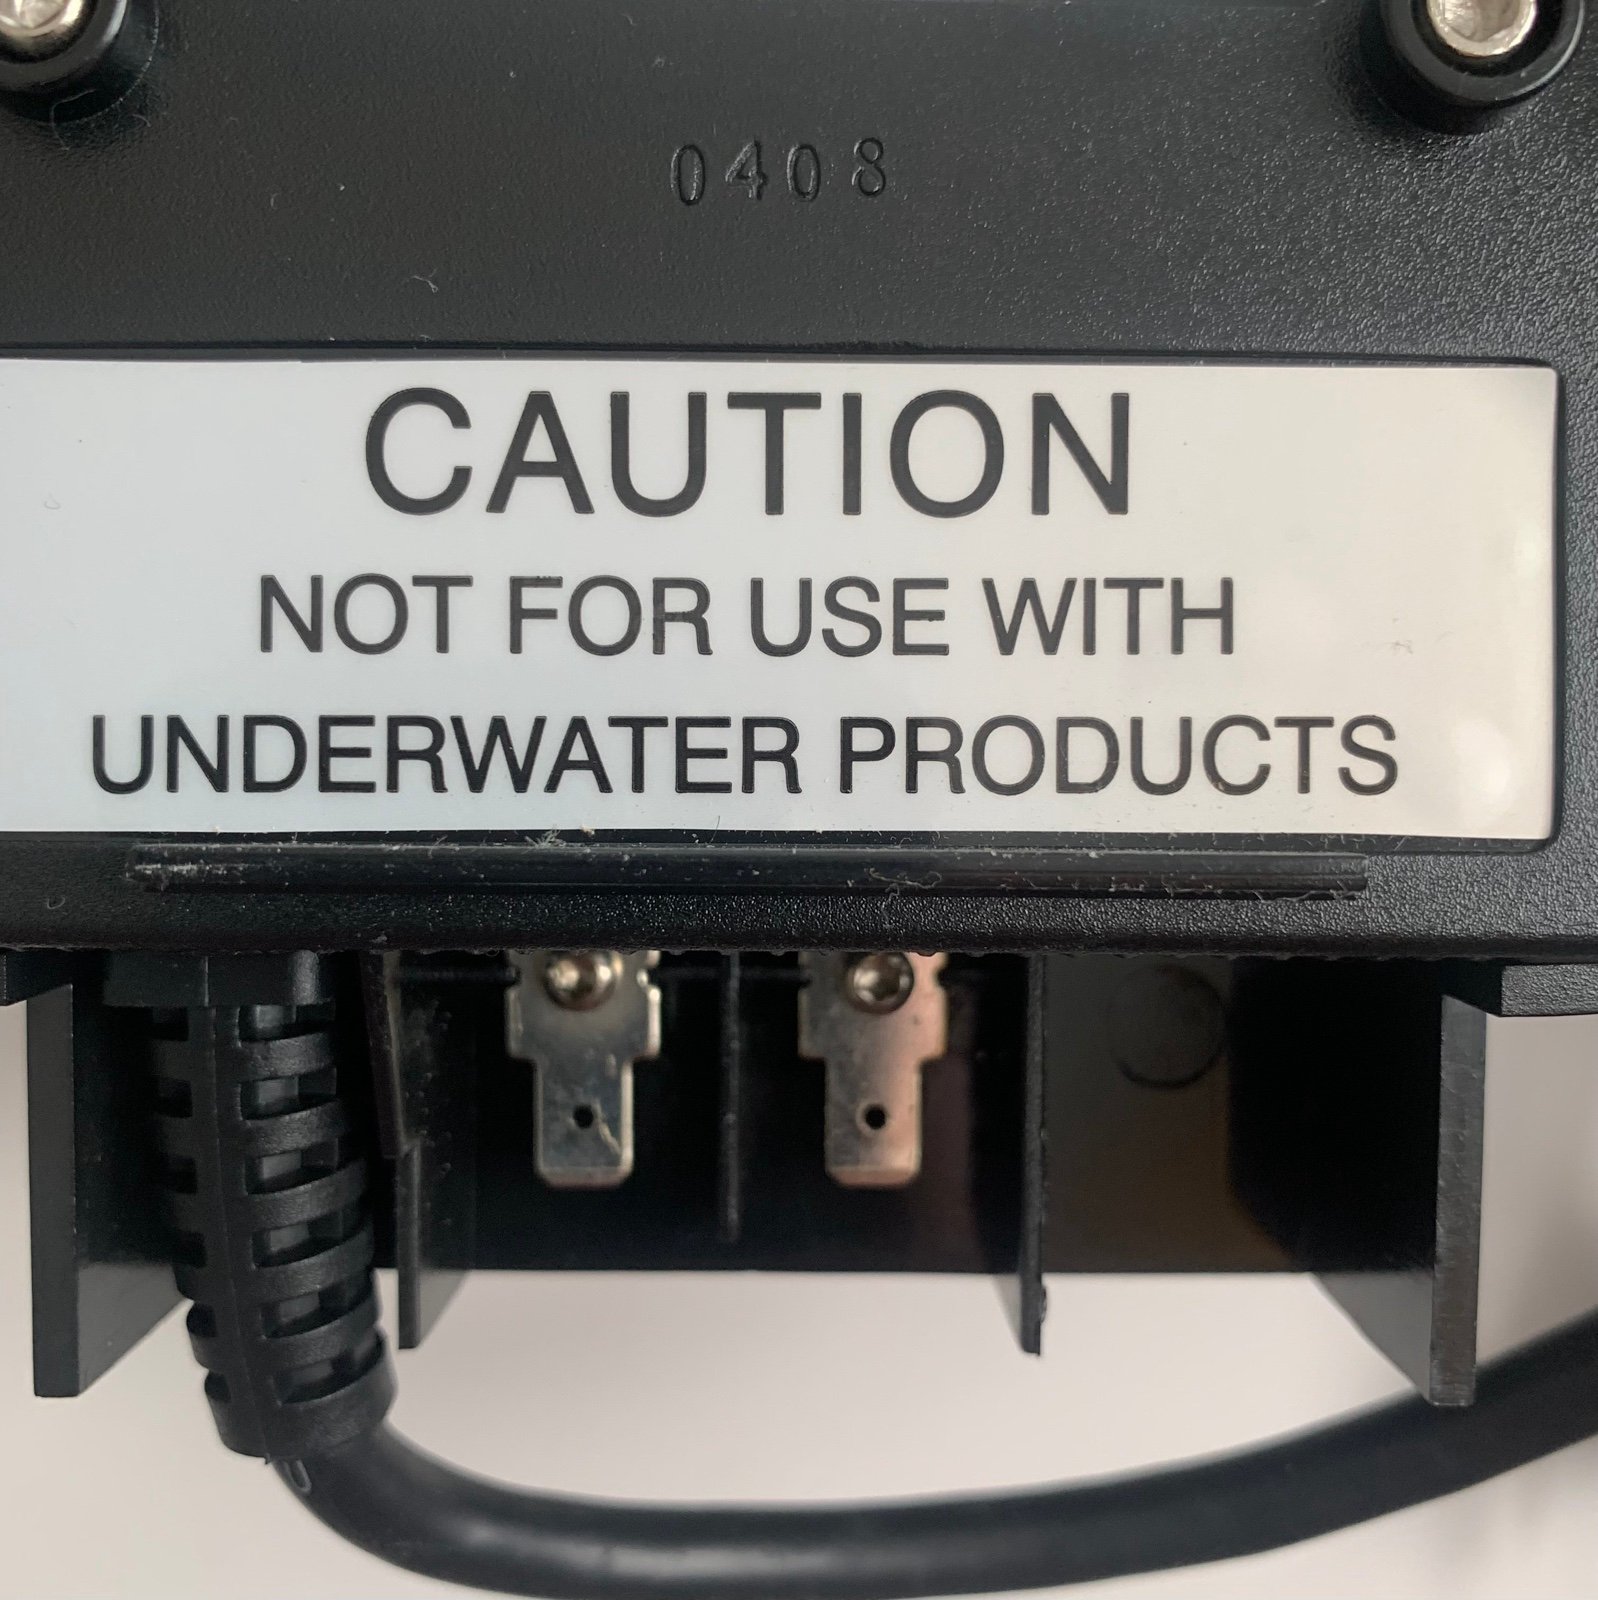 0408
CAUTION
NOT FOR USE WITH
UNDERWATER PRODUCTS